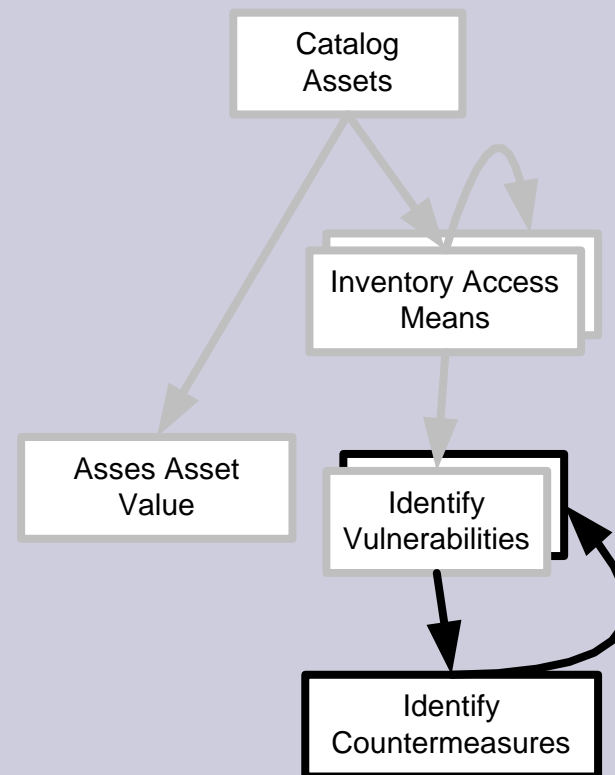 Catalog
Assets
Inventory Access
Means
Asses Asset
Value
Identify
Vulnerabilities
Identify
Countermeasures